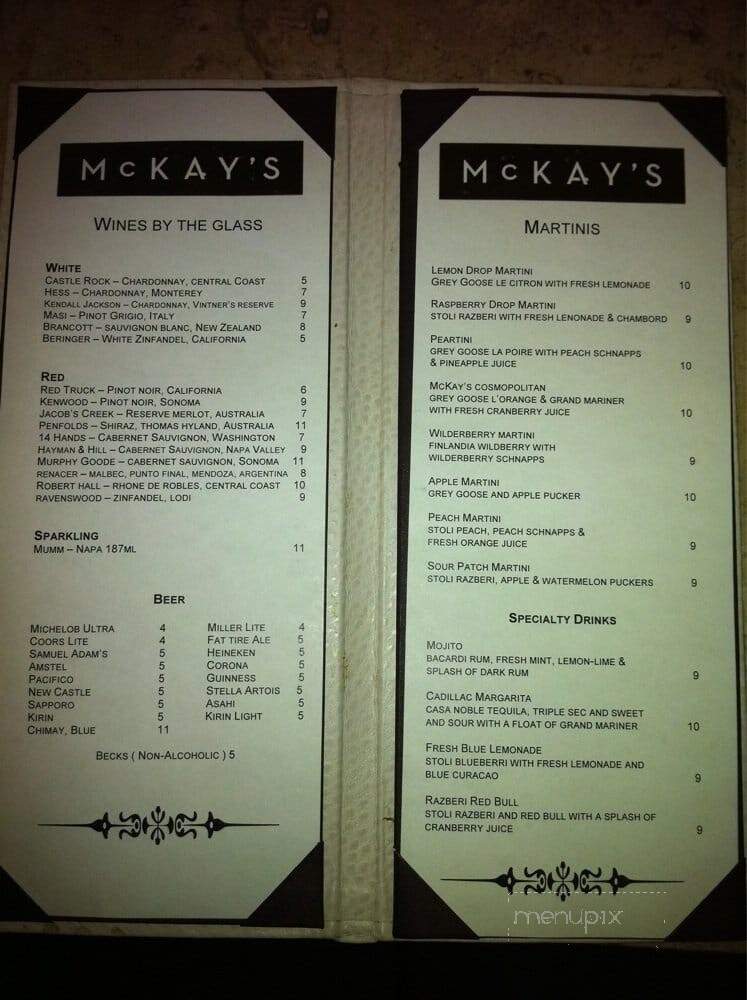 McKAY'S
WINES BY THE GLASS
WHITE
CASTLE ROCK – CHARDONNAY, CENTRAL COAST 5
HESS – CHARDONNAY, MONTEREY 7
KENDALL JACKSON – CHARDONNAY, VINTNER'S RESERVE 9
MASI – PINOT GRIGIO, ITALY 7
BRANCOTT – SAUVIGNON BLANC, NEW ZEALAND 8
BERINGER – WHITE ZINFANDEL, CALIFORNIA 5
RED
RED TRUCK – PINOT NOIR, CALIFORNIA 6
KENWOOD – PINOT NOIR, SONOMA 9
JACOB'S CREEK – RESERVE MERLOT, AUSTRALIA 7
PENFOLDS – SHIRAZ, THOMAS HYLAND, AUSTRALIA 11
14 HANDS – CABERNET SAUVIGNON, WASHINGTON 7
HAYMAN & HILL – CABERNET SAUVIGNON, NAPA VALLEY 9
MURPHY GOODE – CABERNET SAUVIGNON, SONOMA 11
RENACER – MALBEC, PUNTO FINAL, MENDOZA, ARGENTINA 8
ROBERT HALL – RHONE DE ROBLES, CENTRAL COAST 10
RAVENSWOOD – ZINFANDEL, LODI 9
SPARKLING
MUMM – NAPA 187ML 11
BEER
MICHELOB ULTRA 4 MILLER LITE 4
COORS LITE 4 FAT TIRE ALE 5
SAMUEL ADAM'S 5 HEINEKEN 5
AMSTEL 5 CORONA 5
PACIFICO 5 GUINNESS 5
NEW CASTLE 5 STELLA ARTOIS 5
SAPPORO 5 ASAHI 5
KIRIN 5 KIRIN LIGHT 5
CHIMAY, BLUE 11
BECKS ( NON-ALCOHOLIC ) 5
McKAY'S
MARTINIS
LEMON DROP MARTINI
GREY GOOSE LE CITRON WITH FRESH LEMONADE 10
RASPBERRY DROP MARTINI
STOLI RAZBERI WITH FRESH LENONADE & CHAMBORD 9
PEARTINI
GREY GOOSE LA POIRE WITH PEACH SCHNAPPS
& PINEAPPLE JUICE 10
McKAY'S COSMOPOLITAN
GREY GOOSE L'ORANGE & GRAND MARINER
WITH FRESH CRANBERRY JUICE 10
WILDERBERRY MARTINI
FINLANDIA WILDBERRY WITH
WILDERBERRY SCHNAPPS 9
APPLE MARTINI
GREY GOOSE AND APPLE PUCKER 10
PEACH MARTINI
STOLI PEACH, PEACH SCHNAPPS &
FRESH ORANGE JUICE 9
SOUR PATCH MARTINI
STOLI RAZBERI, APPLE & WATERMELON PUCKERS 9
SPECIALTY DRINKS
MOJITO
BACARDI RUM, FRESH MINT, LEMON-LIME &
SPLASH OF DARK RUM 9
CADILLAC MARGARITA
CASA NOBLE TEQUILA, TRIPLE SEC AND SWEET
AND SOUR WITH A FLOAT OF GRAND MARINER 10
FRESH BLUE LEMONADE
STOLI BLUEBERRI WITH FRESH LEMONADE AND
BLUE CURACAO 9
RAZBERI RED BULL
STOLI RAZBERI AND RED BULL WITH A SPLASH OF
CRANBERRY JUICE 9
menupix